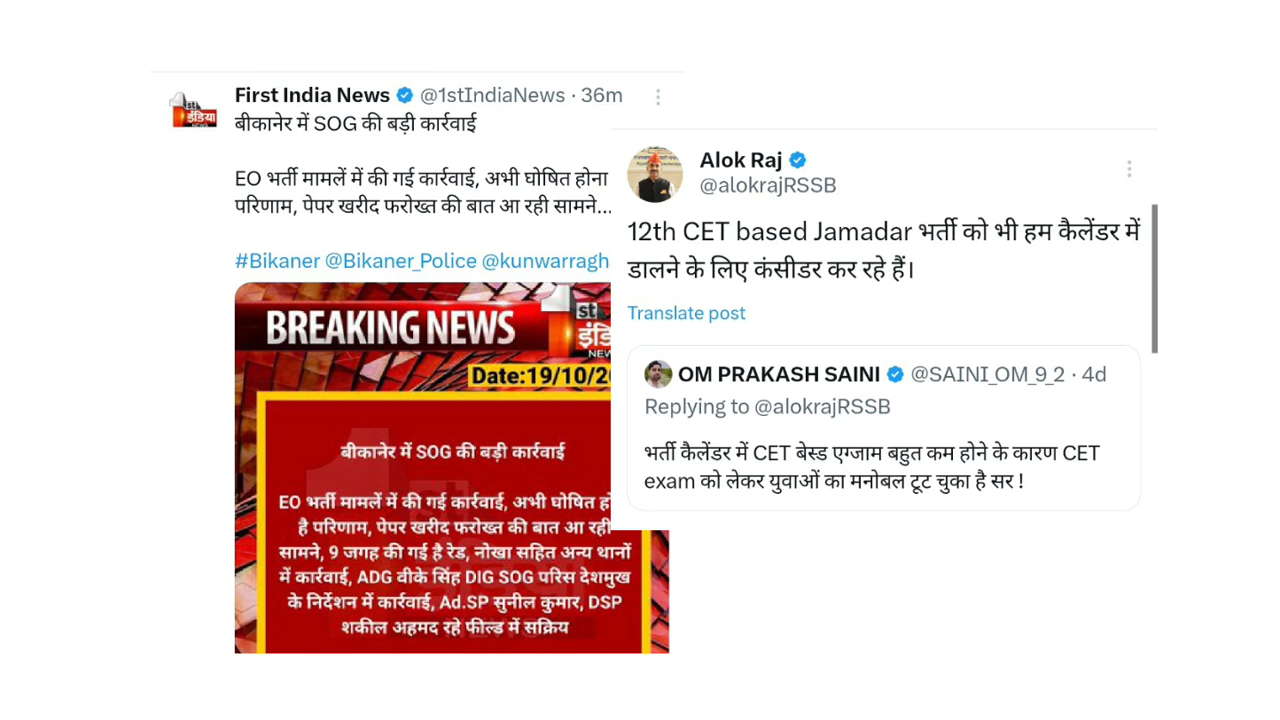 First India News @1stIndiaNews · 36m
बीकानेर में SOG की बड़ी कार्रवाई
EO भर्ती मामलें में की गई कार्रवाई, अभी घोषित होना
परिणाम, पेपर खरीद फरोख्त की बात आ रही सामने...
#Bikaner @Bikaner_Police @kunwarragh
BREAKING NEWS
1st
इंडि
NEW
Date:19/10/20
बीकानेर में SOG की बड़ी कार्रवाई
EO भर्ती मामलें में की गई कार्रवाई, अभी घोषित हो
है परिणाम, पेपर खरीद फरोख्त की बात आ रही
सामने, 9 जगह की गई है रेड, नोखा सहित अन्य थानों
में कार्रवाई, ADG वीके सिंह DIG SOG परिस देशमुख
के निर्देशन में कार्रवाई, Ad.SP सुनील कुमार, DSP
शकील अहमद रहे फील्ड में सक्रिय
Alok Raj
@alokrajRSSB
12th CET based Jamadar भर्ती को भी हम कैलेंडर में
डालने के लिए कंसीडर कर रहे हैं।
Translate post
OM PRAKASH SAINI @SAINI_OM_9_2 · 4d
Replying to @alokrajRSSB
भर्ती कैलेंडर में CET बेस्ड एग्जाम बहुत कम होने के कारण CET
exam को लेकर युवाओं का मनोबल टूट चुका है सर !